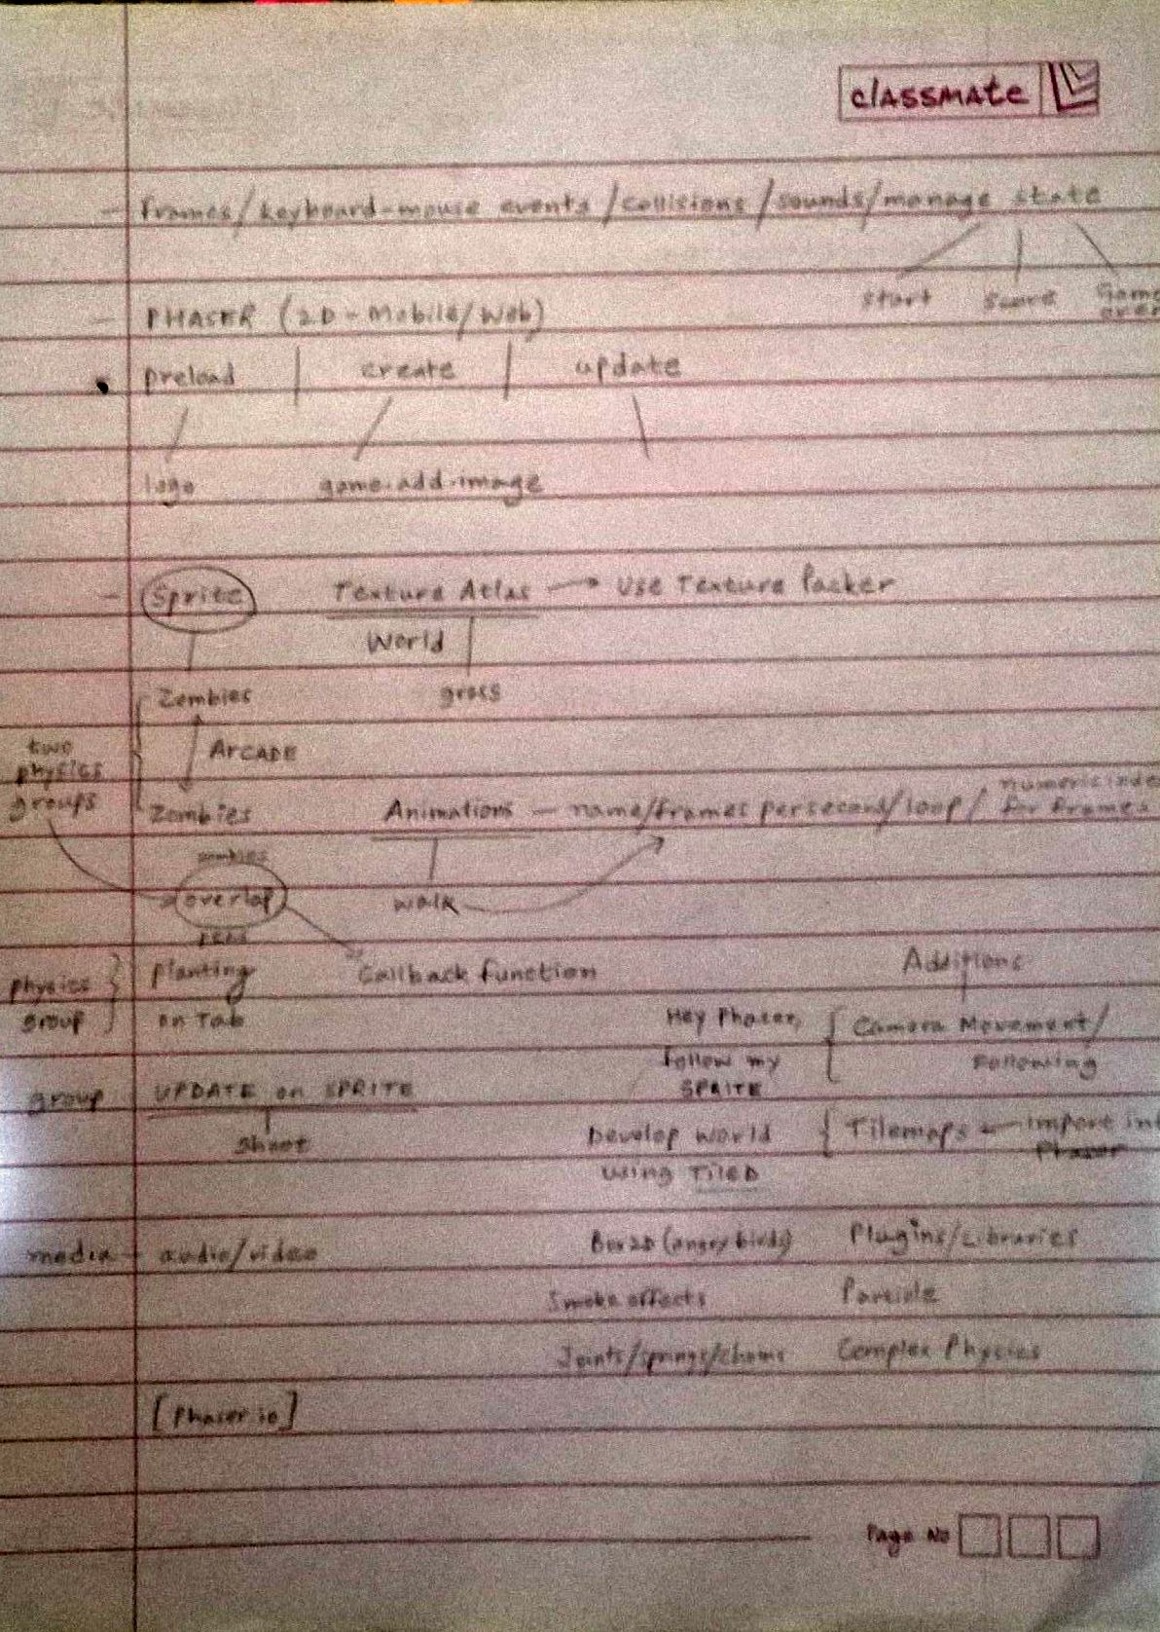 classmate
- frames/keyboard-mouse events/collisions/sounds/manage state
start score Game over
- PHASER (2D-Mobile/Web)
preload | create | update
logo game.add.image
- Sprite Texture Atlas → Use Texture Packer
World
Zombies grass
two physics groups
ARCADE
Zombies Animations - name/frames per second/loop/ numeric index for frames
zombies
overlap walk
peas
physics group } planting on Tab
Callback function
Additions
Hey Phaser, follow my SPRITE { Camera Movement/ Following
group UPDATE on SPRITE
shoot
Develop world using TILED { Tilemaps ← import int
Phaser
media - audio/video
Box2D (angry birds) Plugins/Libraries
Smoke effects Particle
Joints/springs/chains Complex Physics
[Phaser io]
Page No